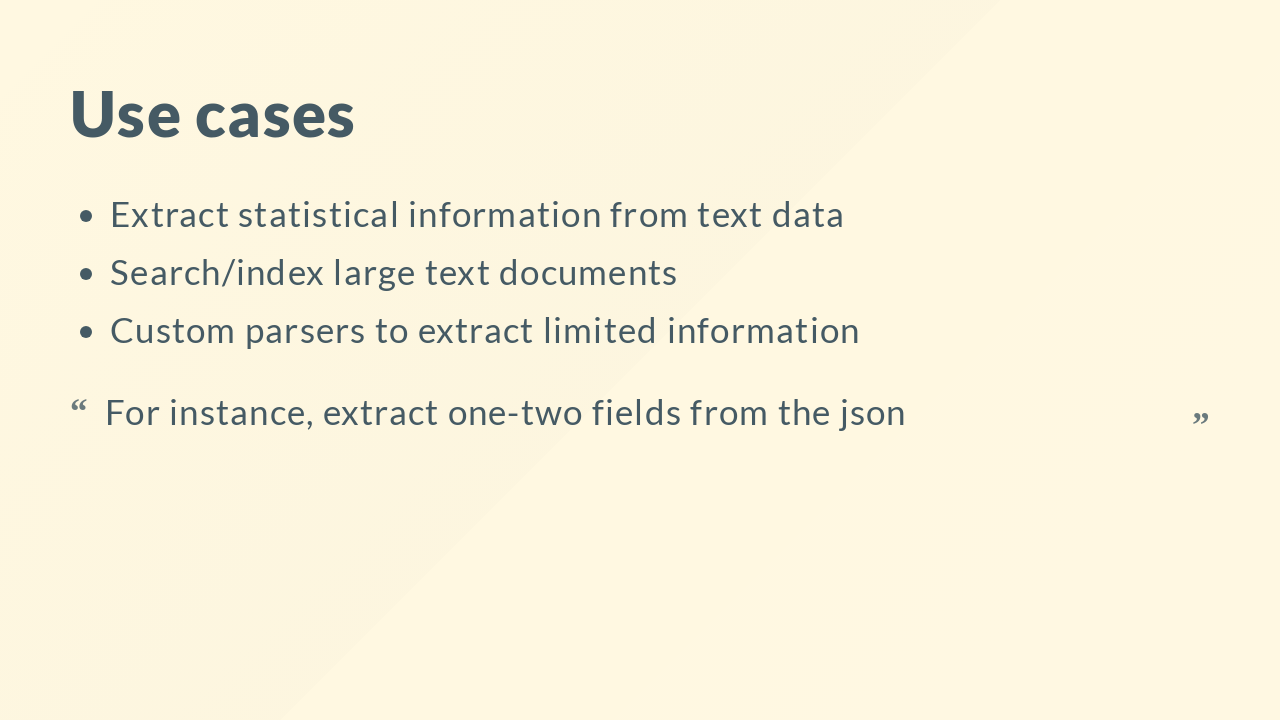 Use cases
• Extract statistical information from text data
• Search/index large text documents
• Custom parsers to extract limited information
“ For instance, extract one-two fields from the json ”